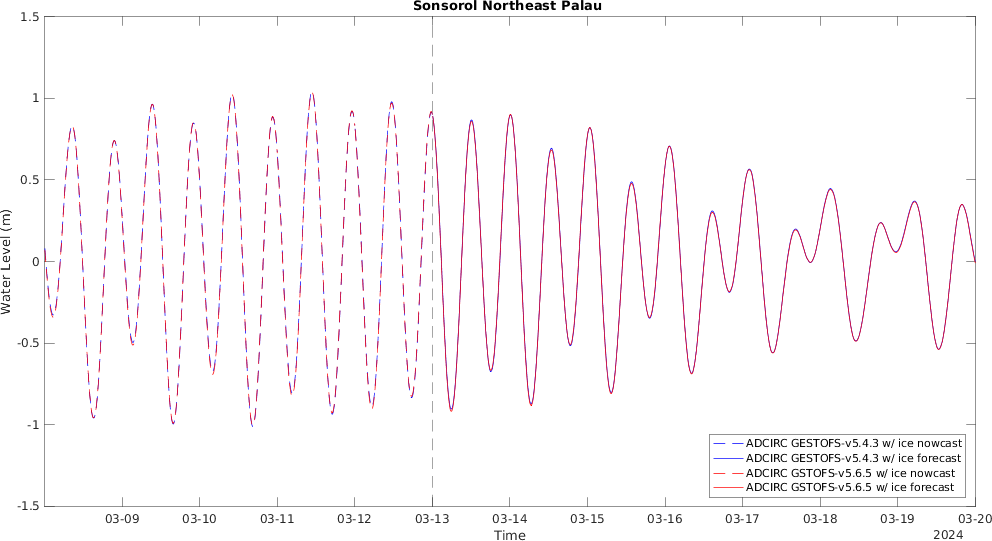 Sonsorol Northeast Palau
1.5
1
0.5
0
-0.5
-1
-1.5
Water Level (m)
ADCIRC GESTOFS-v5.4.3 w/ ice nowcast
ADCIRC GESTOFS-v5.4.3 w/ ice forecast
ADCIRC GSTOFS-v5.6.5 w/ ice nowcast
ADCIRC GSTOFS-v5.6.5 w/ ice forecast
03-09 03-10 03-11 03-12 03-13 03-14 03-15 03-16 03-17 03-18 03-19 03-20
Time
2024